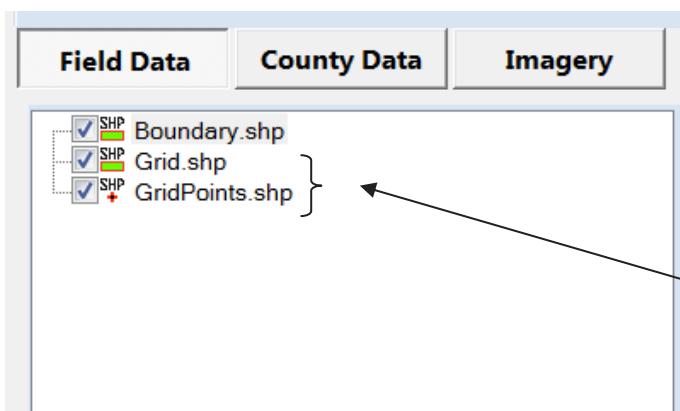 Field Data County Data Imagery
SHP Boundary.shp
SHP Grid.shp
SHP GridPoints.shp